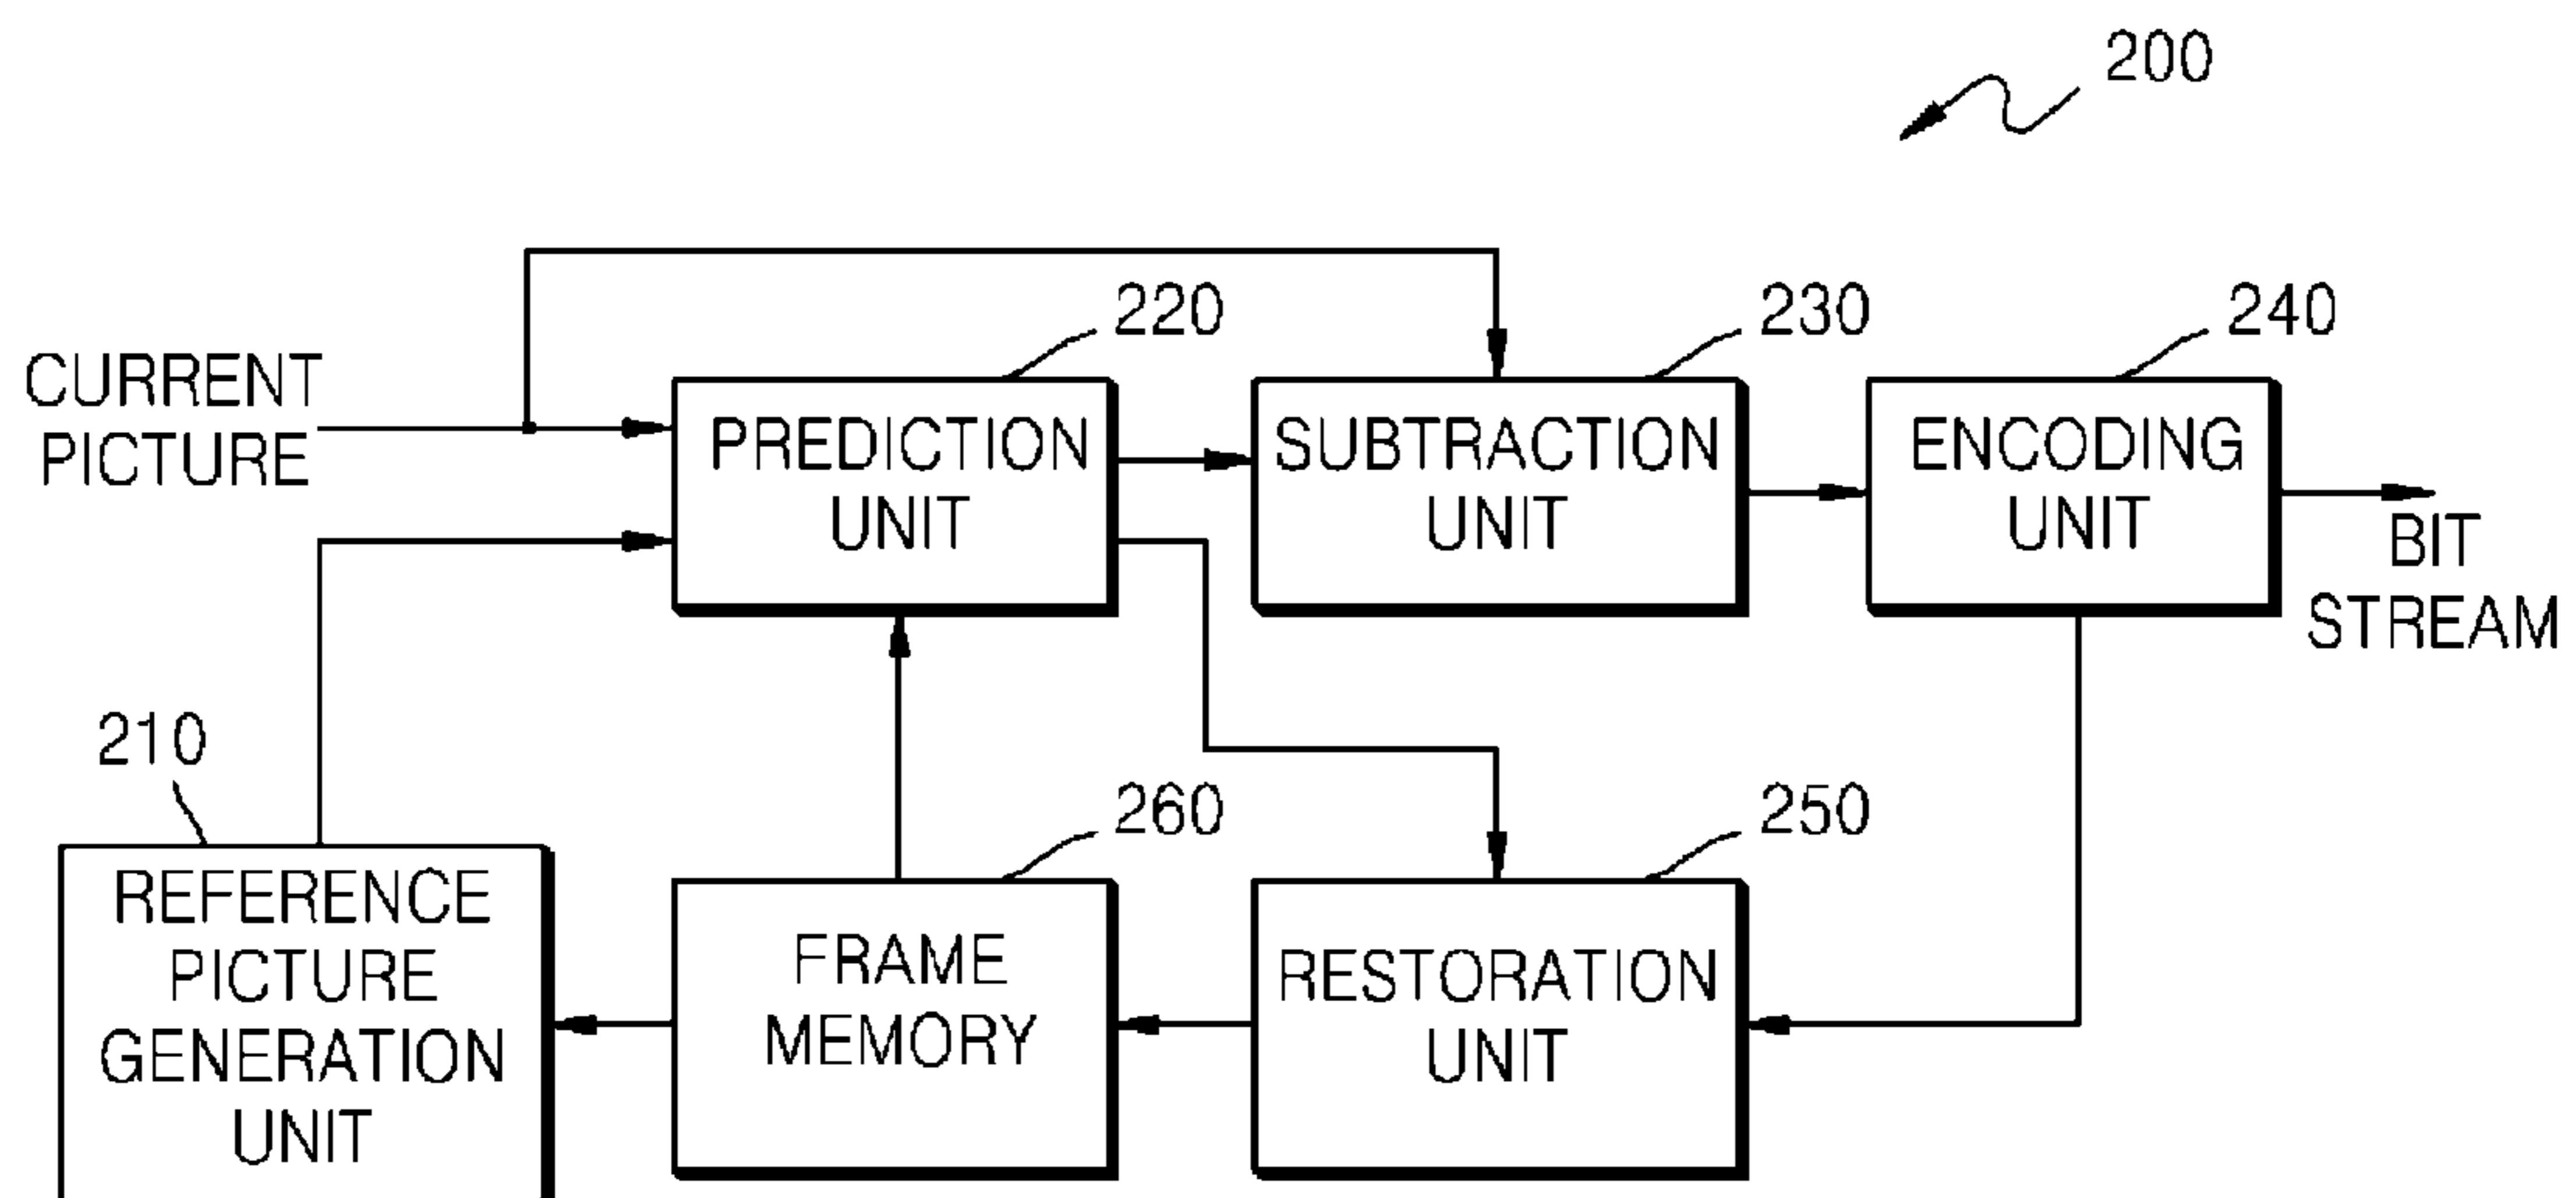 200
220
230
240
CURRENT
PICTURE
PREDICTION
UNIT
SUBTRACTION
UNIT
ENCODING
UNIT
BIT
STREAM
210
260
250
REFERENCE
PICTURE
GENERATION
UNIT
FRAME
MEMORY
RESTORATION
UNIT